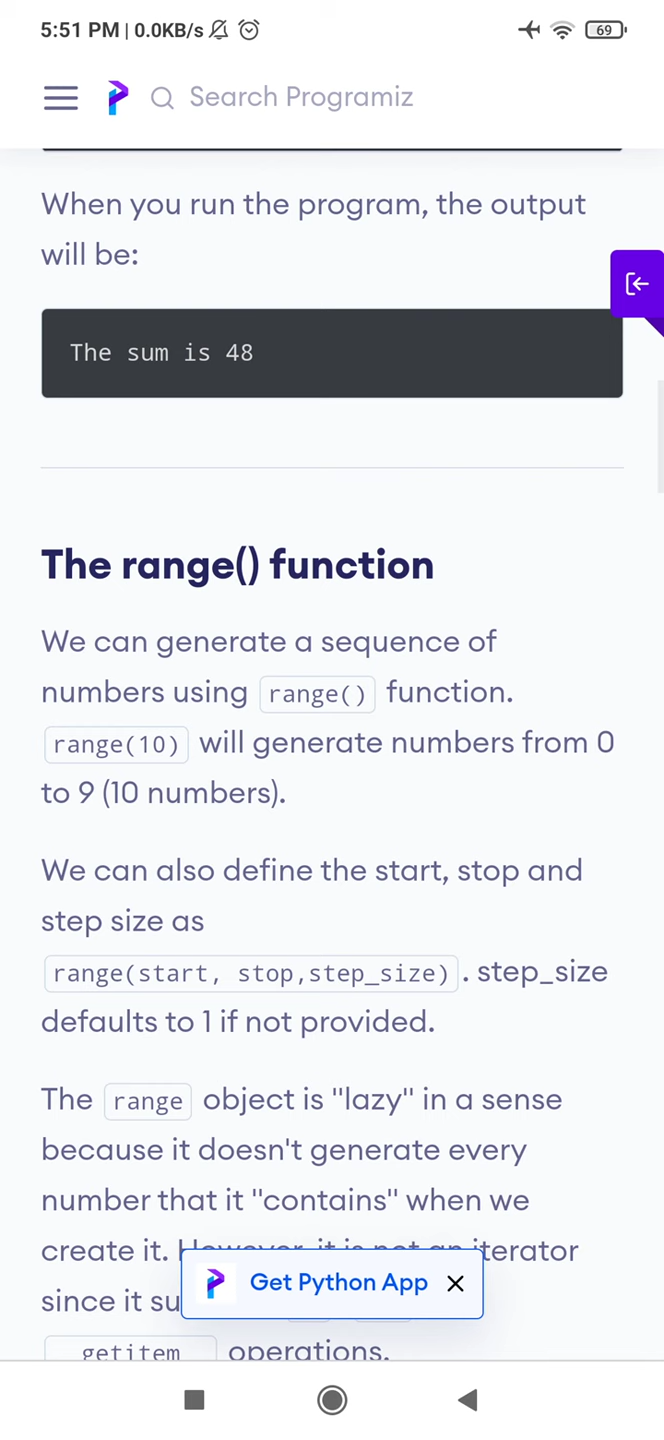 5:51 PM | 0.0KB/s
69
Search Programiz
When you run the program, the output
will be:
The sum is 48
The range() function
We can generate a sequence of
numbers using range() function.
range(10) will generate numbers from 0
to 9 (10 numbers).
We can also define the start, stop and
step size as
range(start, stop,step_size) . step_size
defaults to 1 if not provided.
The range object is "lazy" in a sense
because it doesn't generate every
number that it "contains" when we
create it. However, it is not an iterator
since it su
Get Python App
getitem operations.